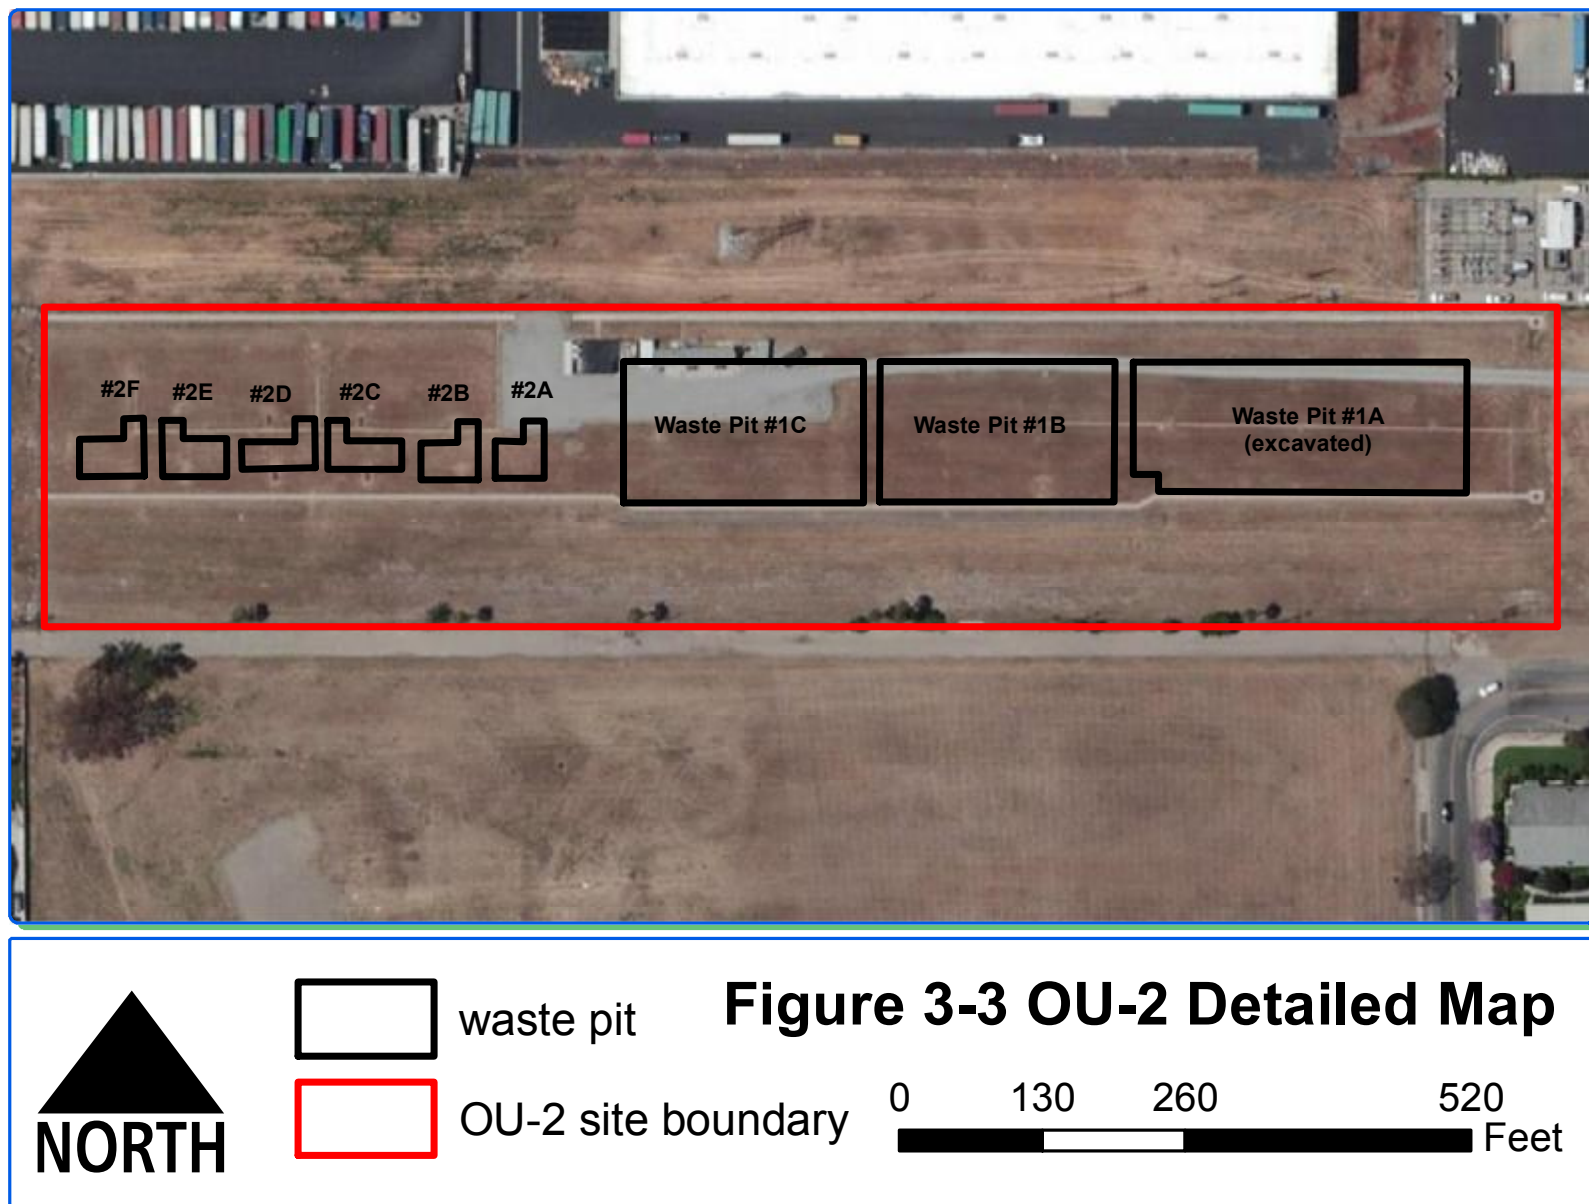 #2F
#2E
#2D
#2C
#2B
#2A
Waste Pit #1C
Waste Pit #1B
Waste Pit #1A
(excavated)
NORTH
waste pit
OU-2 site boundary
Figure 3-3 OU-2 Detailed Map
0 130 260 520
Feet